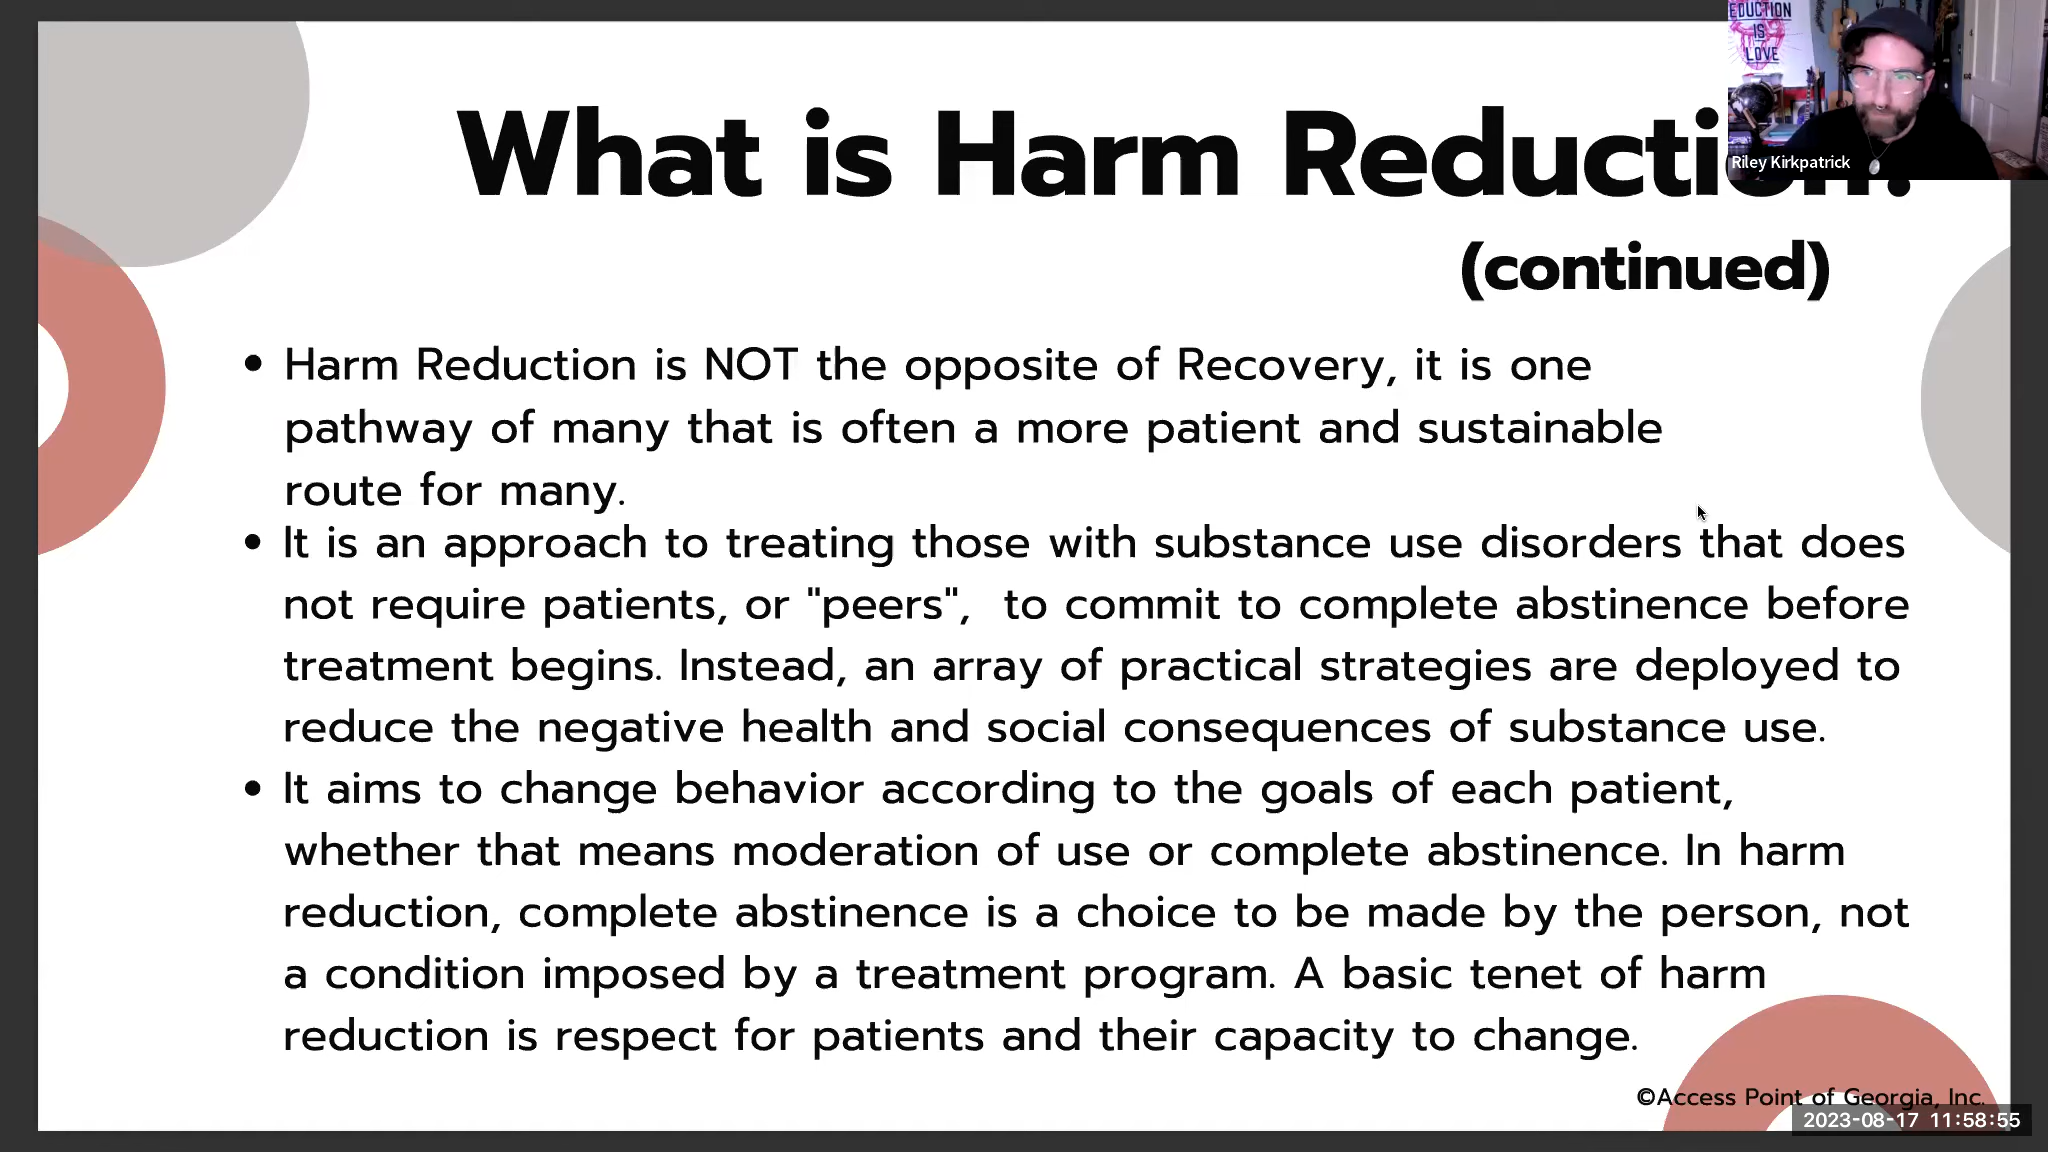 EDUCTION
IS
LOVE
Riley Kirkpatrick
What is Harm Reduction?
(continued)
• Harm Reduction is NOT the opposite of Recovery, it is one
pathway of many that is often a more patient and sustainable
route for many.
• It is an approach to treating those with substance use disorders that does
not require patients, or "peers",  to commit to complete abstinence before
treatment begins. Instead, an array of practical strategies are deployed to
reduce the negative health and social consequences of substance use.
• It aims to change behavior according to the goals of each patient,
whether that means moderation of use or complete abstinence. In harm
reduction, complete abstinence is a choice to be made by the person, not
a condition imposed by a treatment program. A basic tenet of harm
reduction is respect for patients and their capacity to change.
©Access Point of Georgia, Inc.
2023-08-17 11:58:55